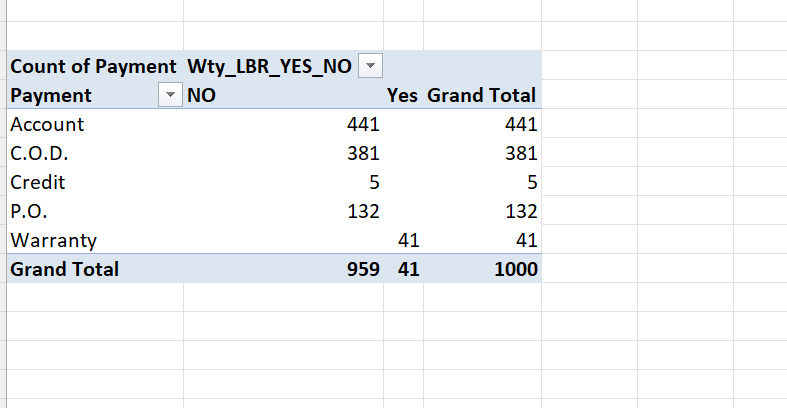 Count of Payment Wty_LBR_YES_NO
Payment NO Yes Grand Total
Account 441 441
C.O.D. 381 381
Credit 5 5
P.O. 132 132
Warranty 41 41
Grand Total 959 41 1000